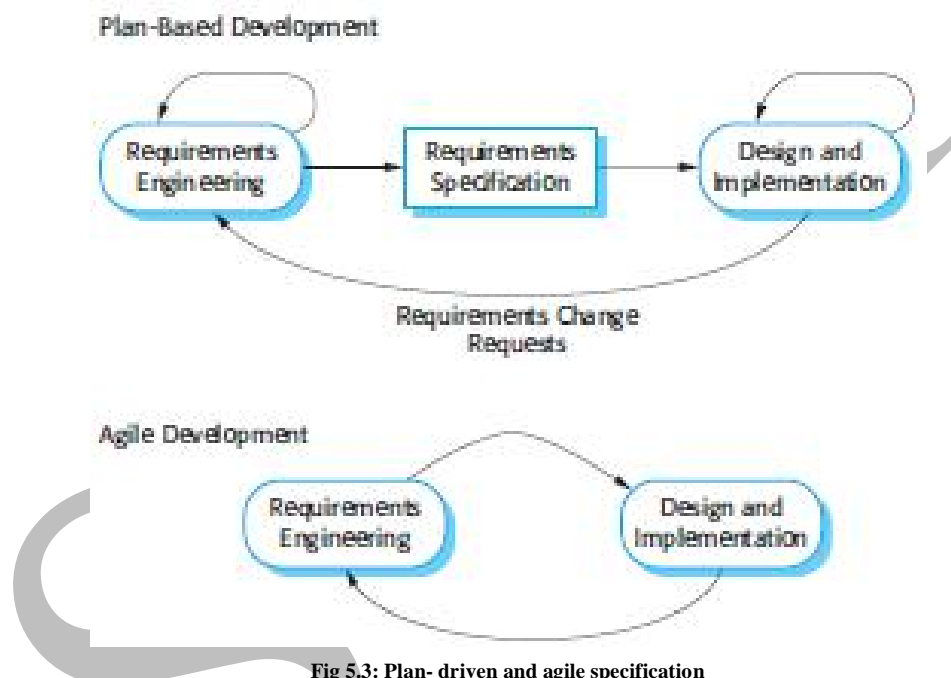 Plan-Based Development
Requirements
Engineering
Requirements
Specification
Design and
Implementation
Requirements Change
Requests
Agile Development
Requirements
Engineering
Design and
Implementation
Fig 5.3: Plan- driven and agile specification